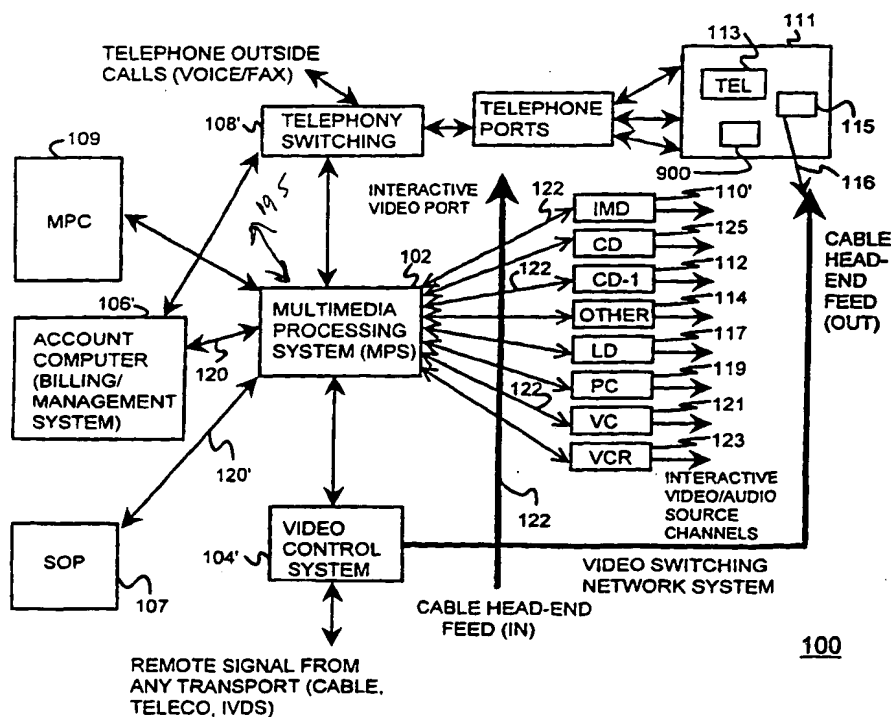 TELEPHONE OUTSIDE
CALLS (VOICE/FAX)
113
111
TEL
115
900
116
108'
TELEPHONY
SWITCHING
TELEPHONE
PORTS
109
MPC
195
INTERACTIVE
VIDEO PORT
122
IMD
110'
CD
125
122
CD-1
112
OTHER
114
LD
117
PC
119
122
VC
121
VCR
123
CABLE
HEAD-
END
FEED
(OUT)
102
MULTIMEDIA
PROCESSING
SYSTEM (MPS)
106'
ACCOUNT
COMPUTER
(BILLING/
MANAGEMENT
SYSTEM)
120
120'
SOP
107
104'
VIDEO
CONTROL
SYSTEM
122
INTERACTIVE
VIDEO/AUDIO
SOURCE
CHANNELS
VIDEO SWITCHING
NETWORK SYSTEM
CABLE HEAD-END
FEED (IN)
REMOTE SIGNAL FROM
ANY TRANSPORT (CABLE,
TELECO, IVDS)
100